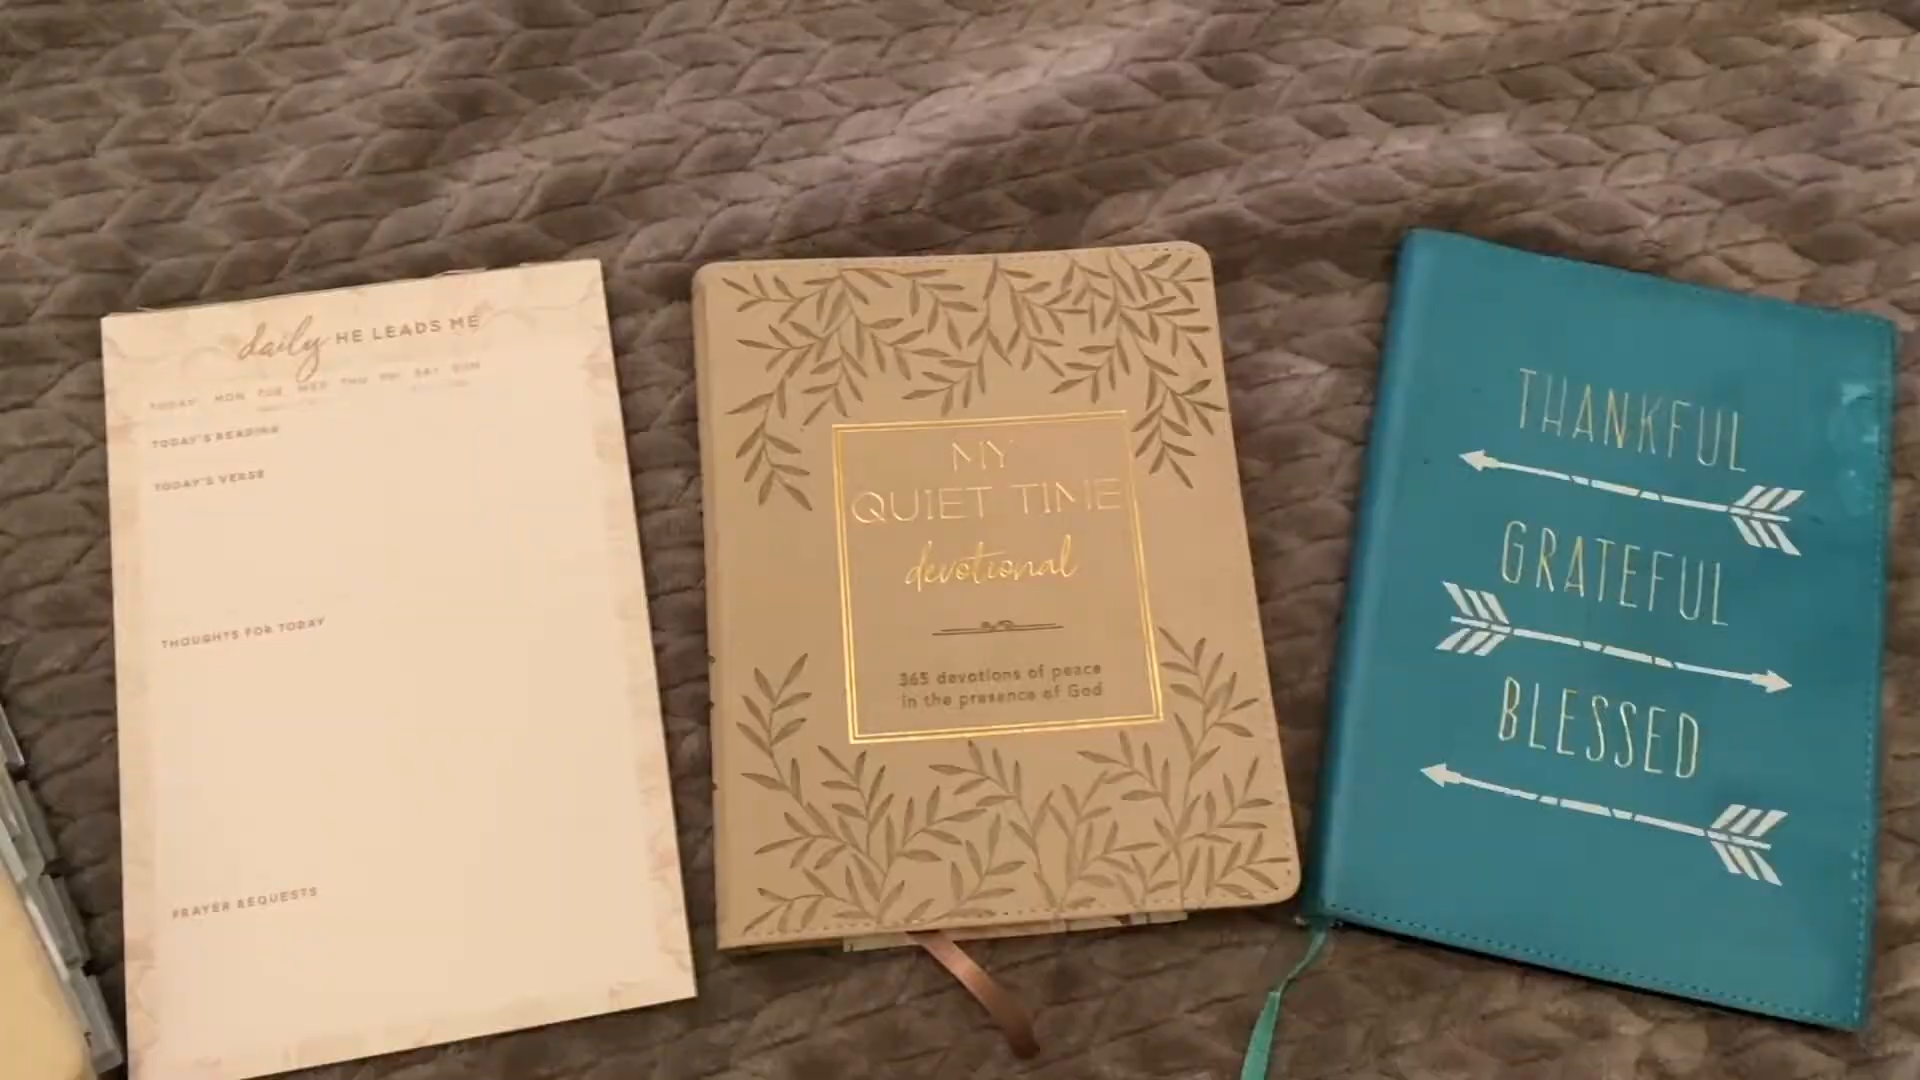 daily HE LEADS ME
TODAY MON TUE WED THU FRI SAT SUN
TODAY'S READING
TODAY'S VERSE
THOUGHTS FOR TODAY
PRAYER REQUESTS
MY
QUIET TIME
devotional
365 devotions of peace
in the presence of God
THANKFUL
GRATEFUL
BLESSED